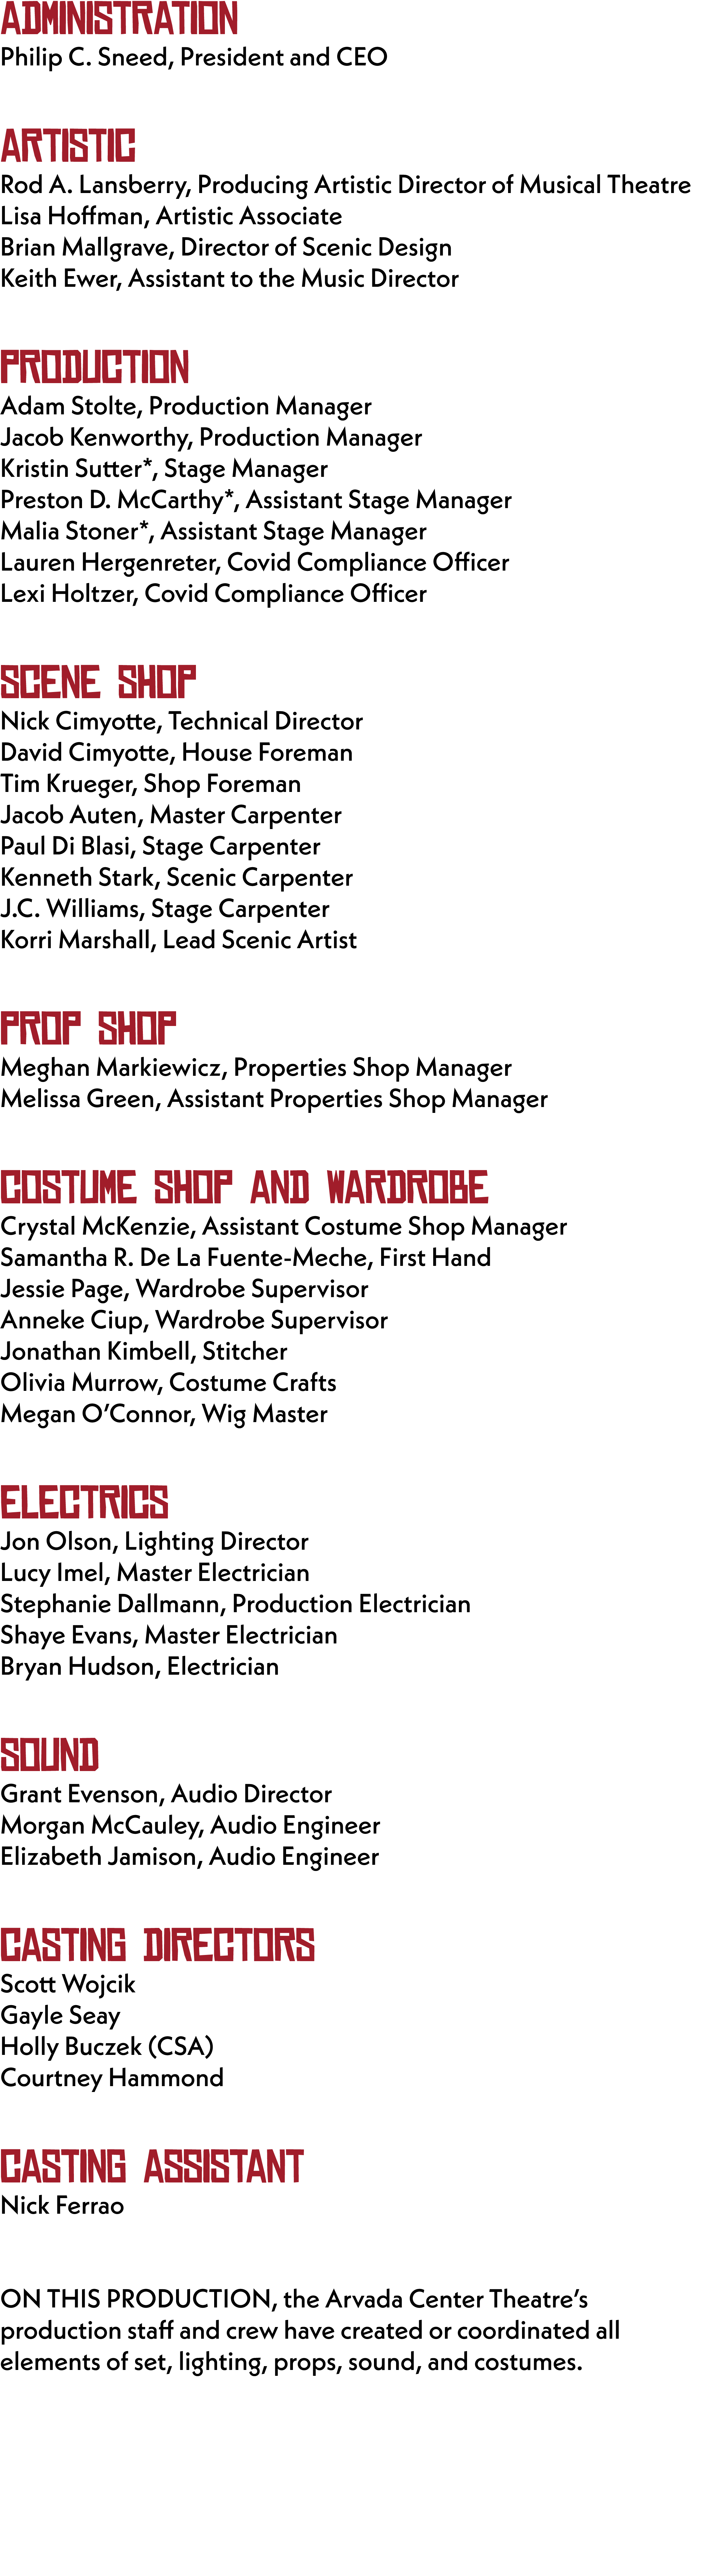 ADMINISTRATION
Philip C. Sneed, President and CEO
ARTISTIC
Rod A. Lansberry, Producing Artistic Director of Musical Theatre
Lisa Hoffman, Artistic Associate
Brian Mallgrave, Director of Scenic Design
Keith Ewer, Assistant to the Music Director
PRODUCTION
Adam Stolte, Production Manager
Jacob Kenworthy, Production Manager
Kristin Sutter*, Stage Manager
Preston D. McCarthy*, Assistant Stage Manager
Malia Stoner*, Assistant Stage Manager
Lauren Hergenreter, Covid Compliance Officer
Lexi Holtzer, Covid Compliance Officer
SCENE SHOP
Nick Cimyotte, Technical Director
David Cimyotte, House Foreman
Tim Krueger, Shop Foreman
Jacob Auten, Master Carpenter
Paul Di Blasi, Stage Carpenter
Kenneth Stark, Scenic Carpenter
J.C. Williams, Stage Carpenter
Korri Marshall, Lead Scenic Artist
PROP SHOP
Meghan Markiewicz, Properties Shop Manager
Melissa Green, Assistant Properties Shop Manager
COSTUME SHOP AND WARDROBE
Crystal McKenzie, Assistant Costume Shop Manager
Samantha R. De La Fuente-Meche, First Hand
Jessie Page, Wardrobe Supervisor
Anneke Ciup, Wardrobe Supervisor
Jonathan Kimbell, Stitcher
Olivia Murrow, Costume Crafts
Megan O’Connor, Wig Master
ELECTRICS
Jon Olson, Lighting Director
Lucy Imel, Master Electrician
Stephanie Dallmann, Production Electrician
Shaye Evans, Master Electrician
Bryan Hudson, Electrician
SOUND
Grant Evenson, Audio Director
Morgan McCauley, Audio Engineer
Elizabeth Jamison, Audio Engineer
CASTING DIRECTORS
Scott Wojcik
Gayle Seay
Holly Buczek (CSA)
Courtney Hammond
CASTING ASSISTANT
Nick Ferrao
ON THIS PRODUCTION, the Arvada Center Theatre’s
production staff and crew have created or coordinated all
elements of set, lighting, props, sound, and costumes.